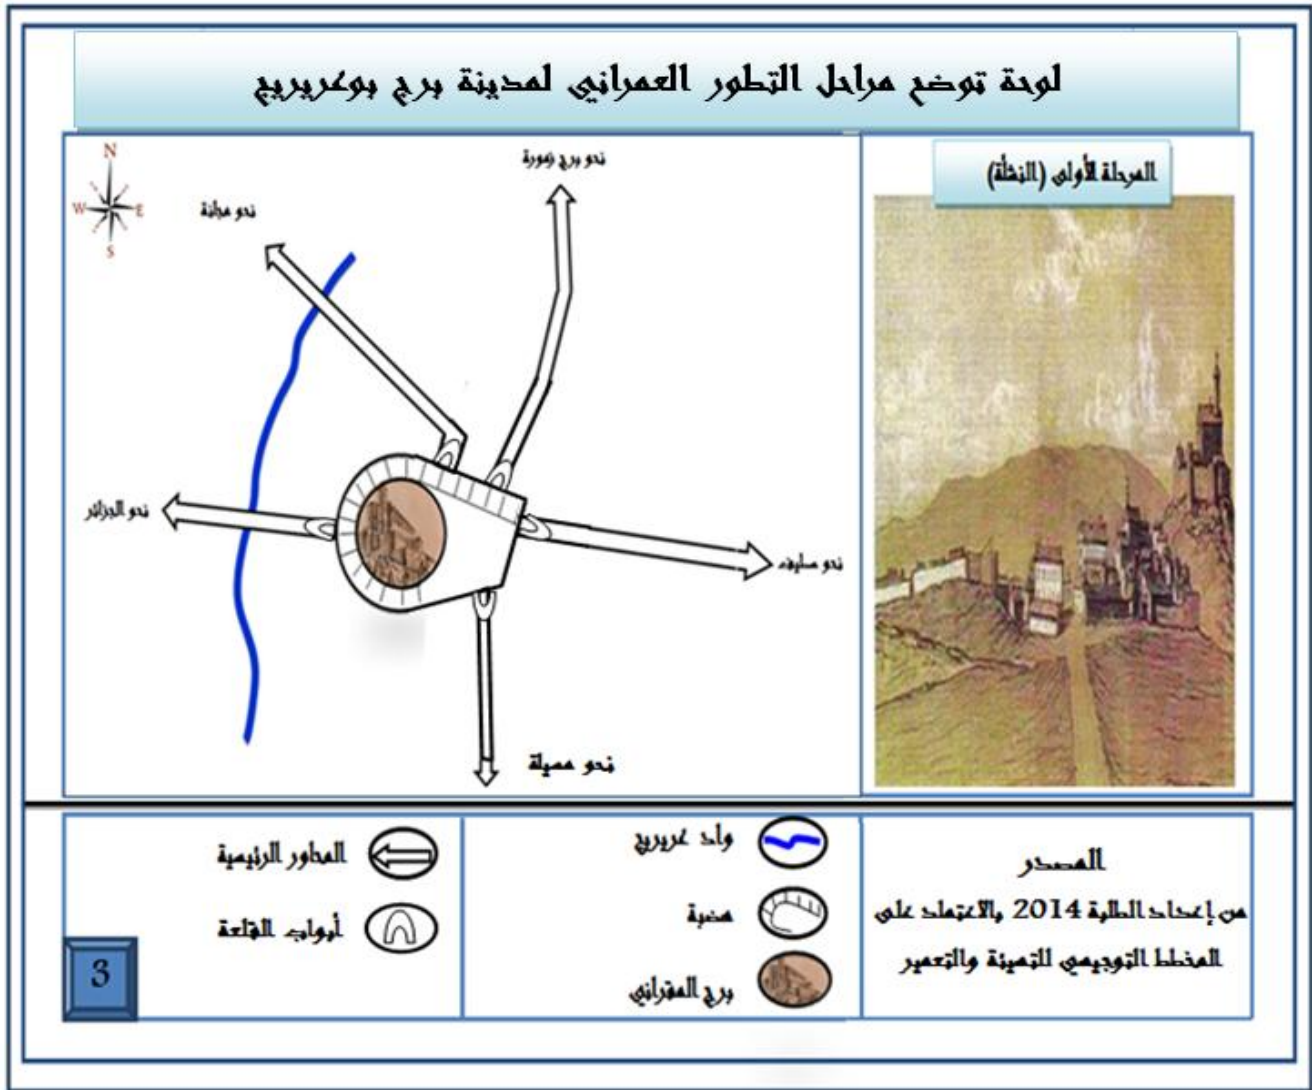 لوحة توضح مراحل التطور العمراني لمدينة برج بوعريريج
المرحلة الأولى (النشأة)
N
W
E
S
نحو برج زمورة
نحو مجانة
نحو الجزائر
نحو سطيف
نحو مسيلة
المصدر
من إعداد الطلبة 2014 بالاعتماد على
المخطط التوجيهي للتهيئة والتعمير
واد غريريج
هضبة
برج المقراني
المحاور الرئيسية
أبواب القلعة
3